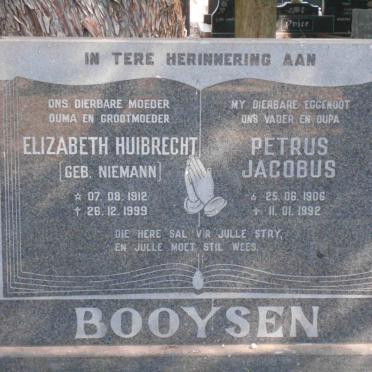 Price
IN TERE HERINNERING AAN
ONS DIERBARE MOEDER
OUMA EN GROOTMOEDER
ELIZABETH HUIBRECHT
(GEB. NIEMANN)
☆ 07. 08. 1912
† 26. 12. 1999
MY DIERBARE EGGENOOT
ONS VADER EN OUPA
PETRUS
JACOBUS
☆ 25. 06. 1906
† 11. 01. 1992
DIE HERE SAL VIR JULLE STRY,
EN JULLE MOET STIL WEES.
BOOYSEN